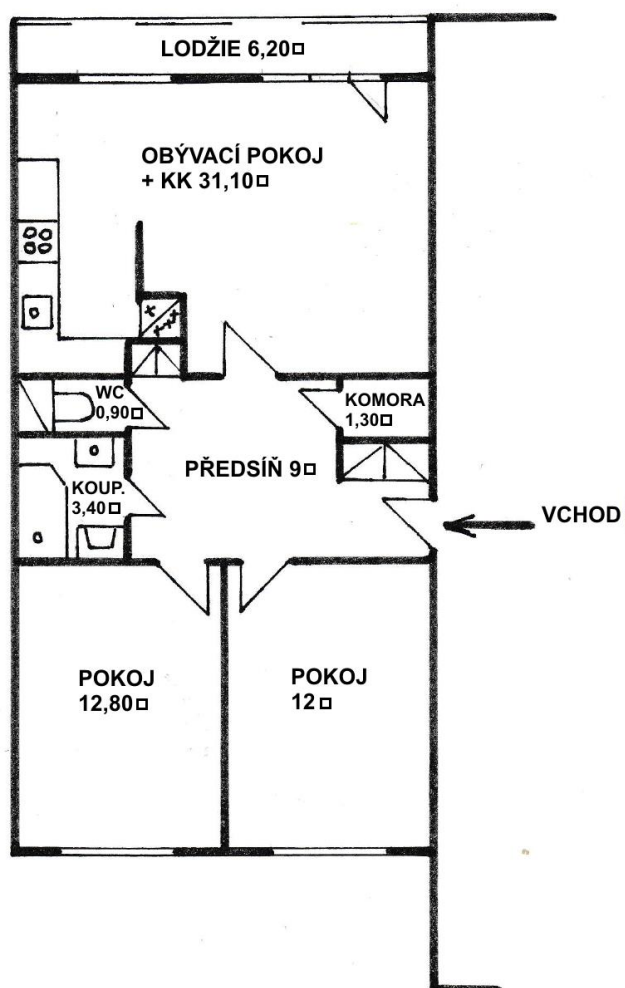 LODŽIE 6,20□
OBÝVACÍ POKOJ
+ KK 31,10□
WC
0,90□
KOMORA
1,30□
PŘEDSÍŇ 9□
KOUP.
3,40□
VCHOD
POKOJ
12,80□
POKOJ
12□